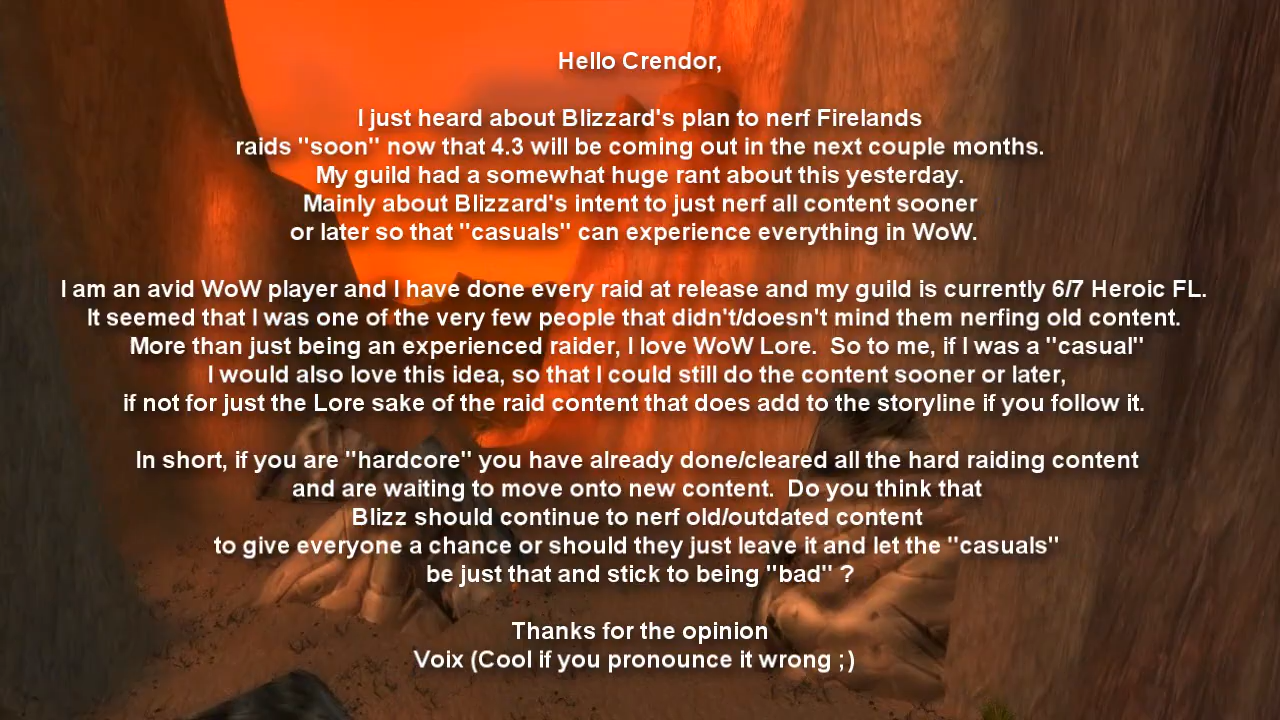 Hello Crendor,
I just heard about Blizzard's plan to nerf Firelands
raids "soon" now that 4.3 will be coming out in the next couple months.
My guild had a somewhat huge rant about this yesterday.
Mainly about Blizzard's intent to just nerf all content sooner
or later so that "casuals" can experience everything in WoW.
I am an avid WoW player and I have done every raid at release and my guild is currently 6/7 Heroic FL.
It seemed that I was one of the very few people that didn't/doesn't mind them nerfing old content.
More than just being an experienced raider, I love WoW Lore.  So to me, if I was a "casual"
I would also love this idea, so that I could still do the content sooner or later,
if not for just the Lore sake of the raid content that does add to the storyline if you follow it.
In short, if you are "hardcore" you have already done/cleared all the hard raiding content
and are waiting to move onto new content.  Do you think that
Blizz should continue to nerf old/outdated content
to give everyone a chance or should they just leave it and let the "casuals"
be just that and stick to being "bad" ?
Thanks for the opinion
Voix (Cool if you pronounce it wrong ;)